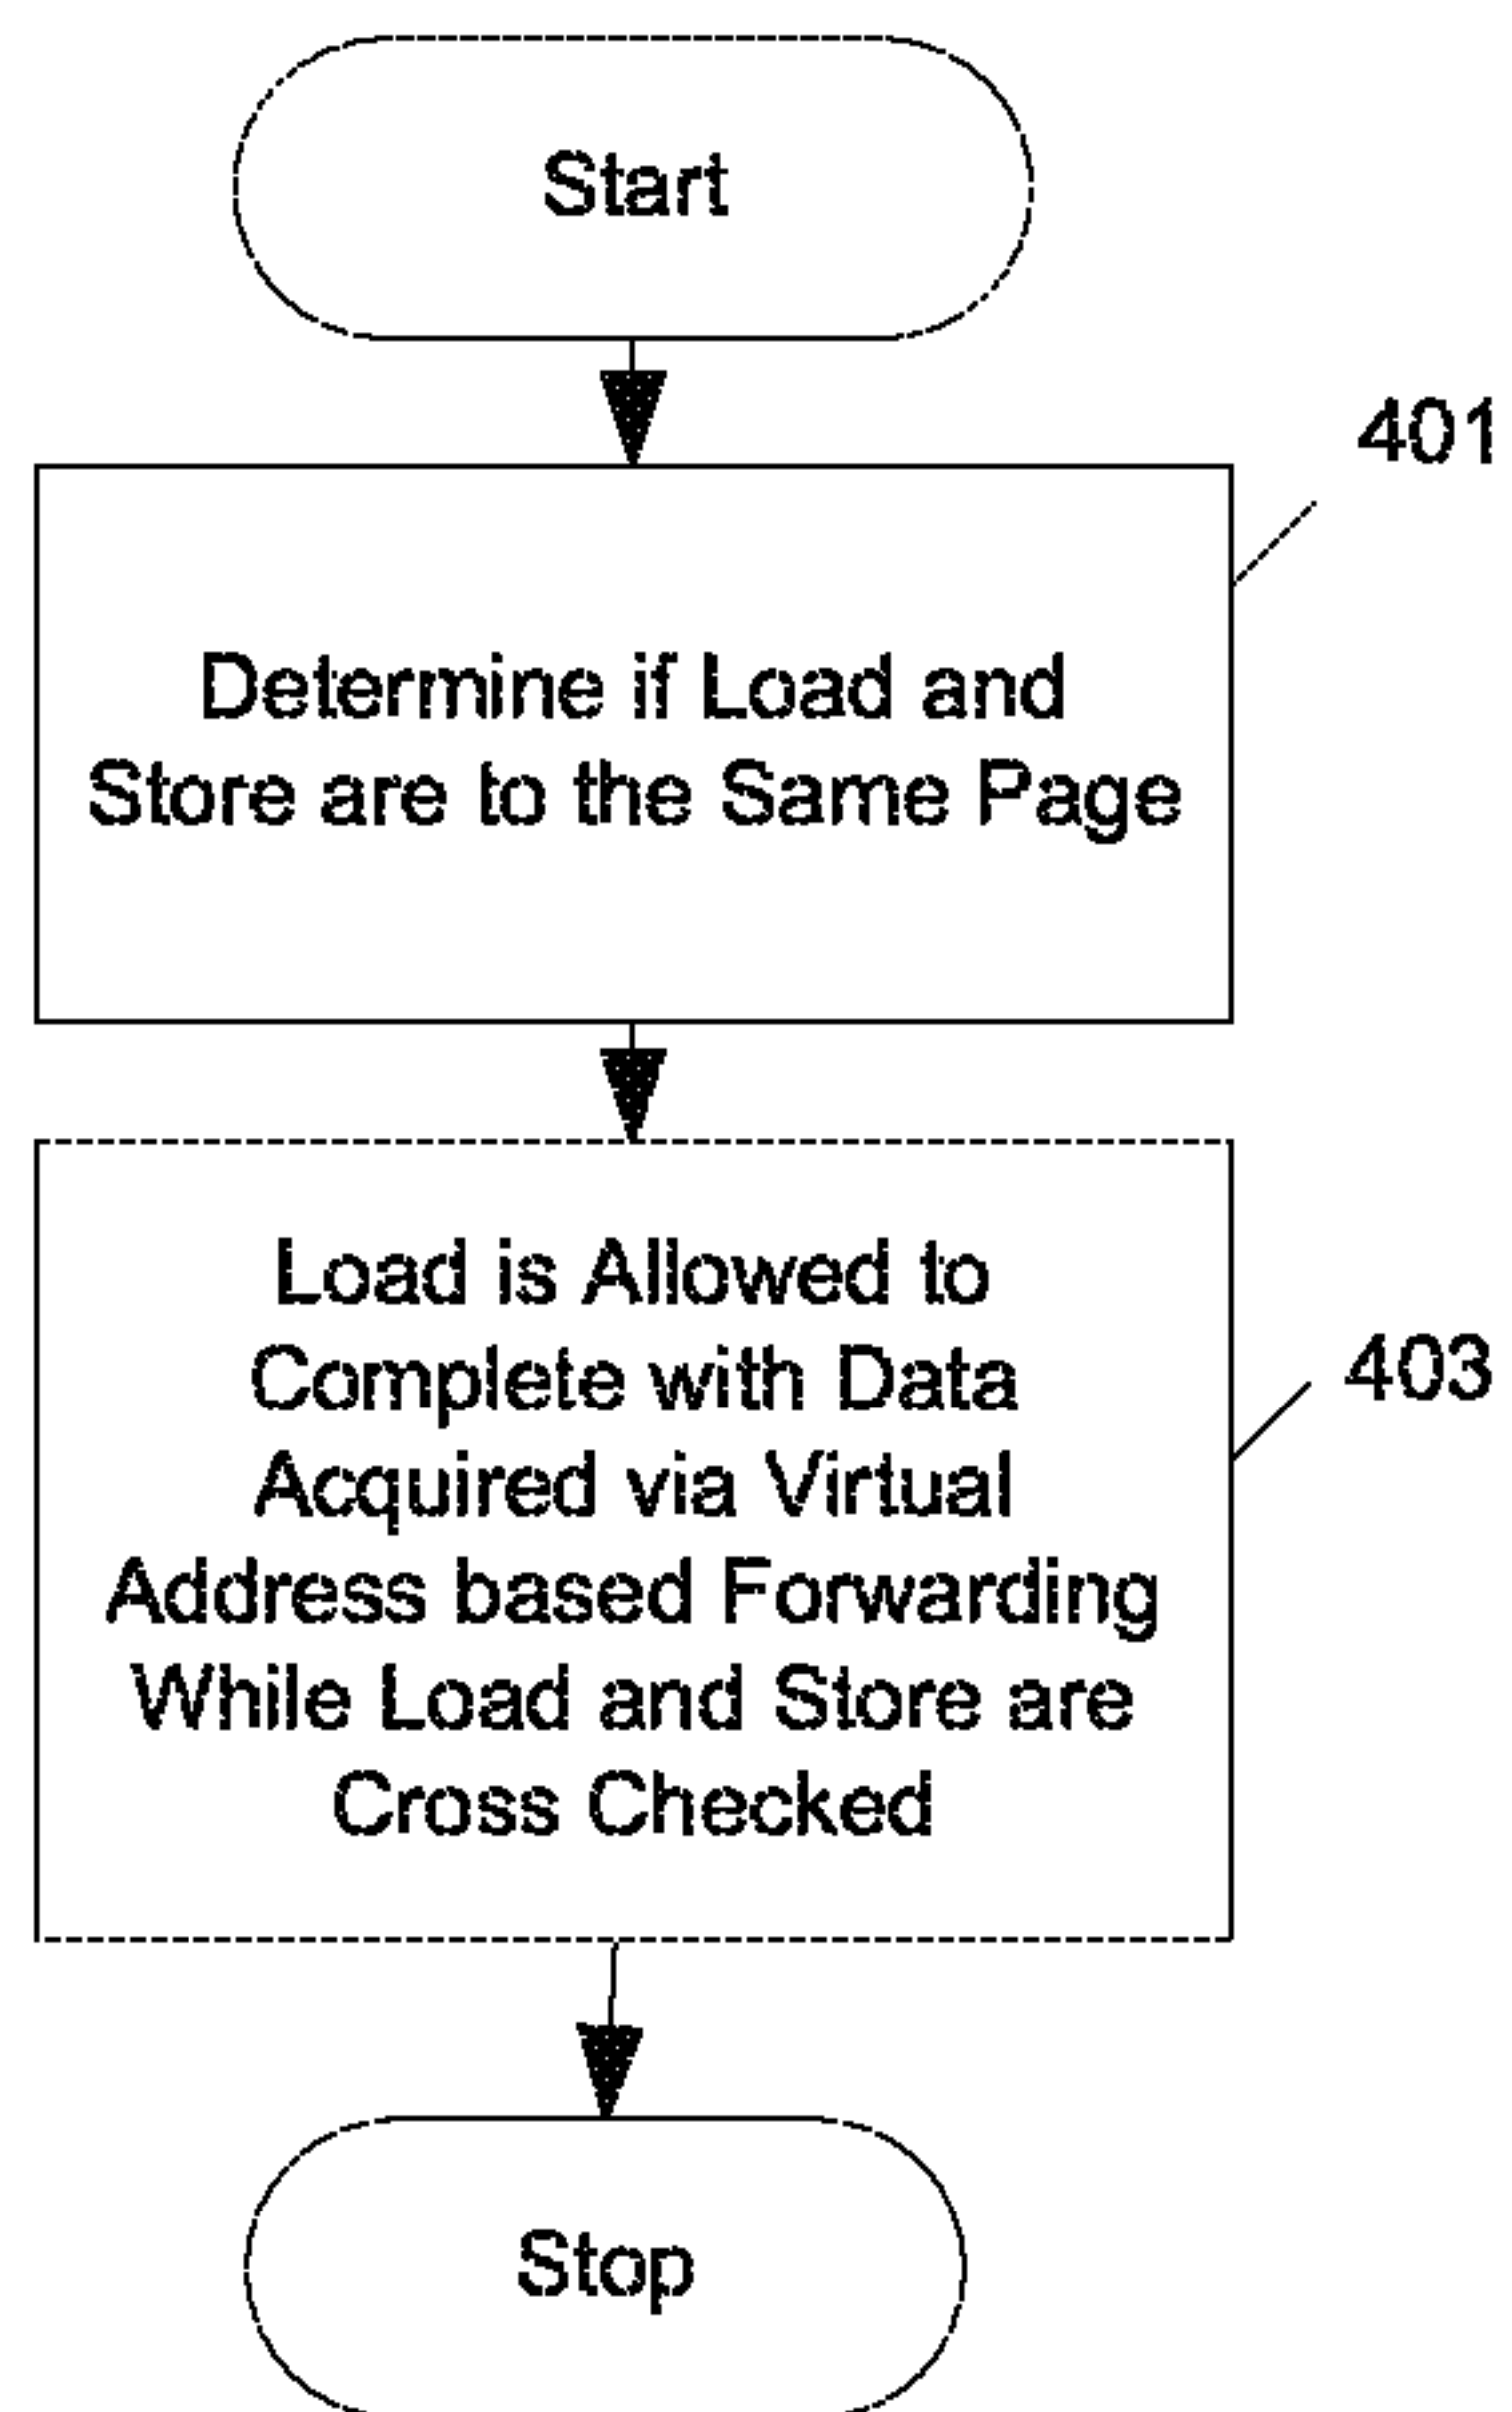 Start
401
Determine if Load and
Store are to the Same Page
Load is Allowed to
Complete with Data
403
Acquired via Virtual
Address based Forwarding
While Load and Store are
Cross Checked
Stop